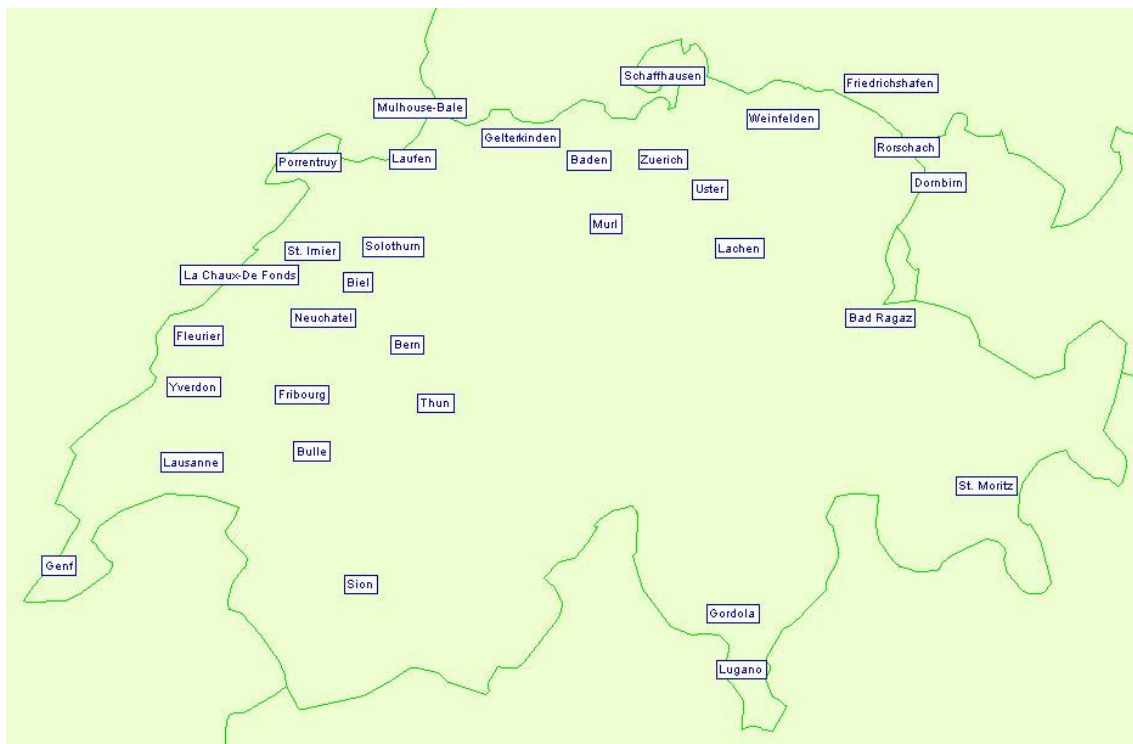 Schaffhausen
Friedrichshafen
Mulhouse-Bale
Weinfelden
Gelterkinden
Rorschach
Laufen
Baden
Zuerich
Porrentruy
Dornbirn
Uster
Murl
Solothurn
Lachen
St. Imier
La Chaux-De Fonds
Biel
Neuchatel
Bad Ragaz
Fleurier
Bern
Yverdon
Fribourg
Thun
Bulle
Lausanne
St. Moritz
Genf
Sion
Gordola
Lugano